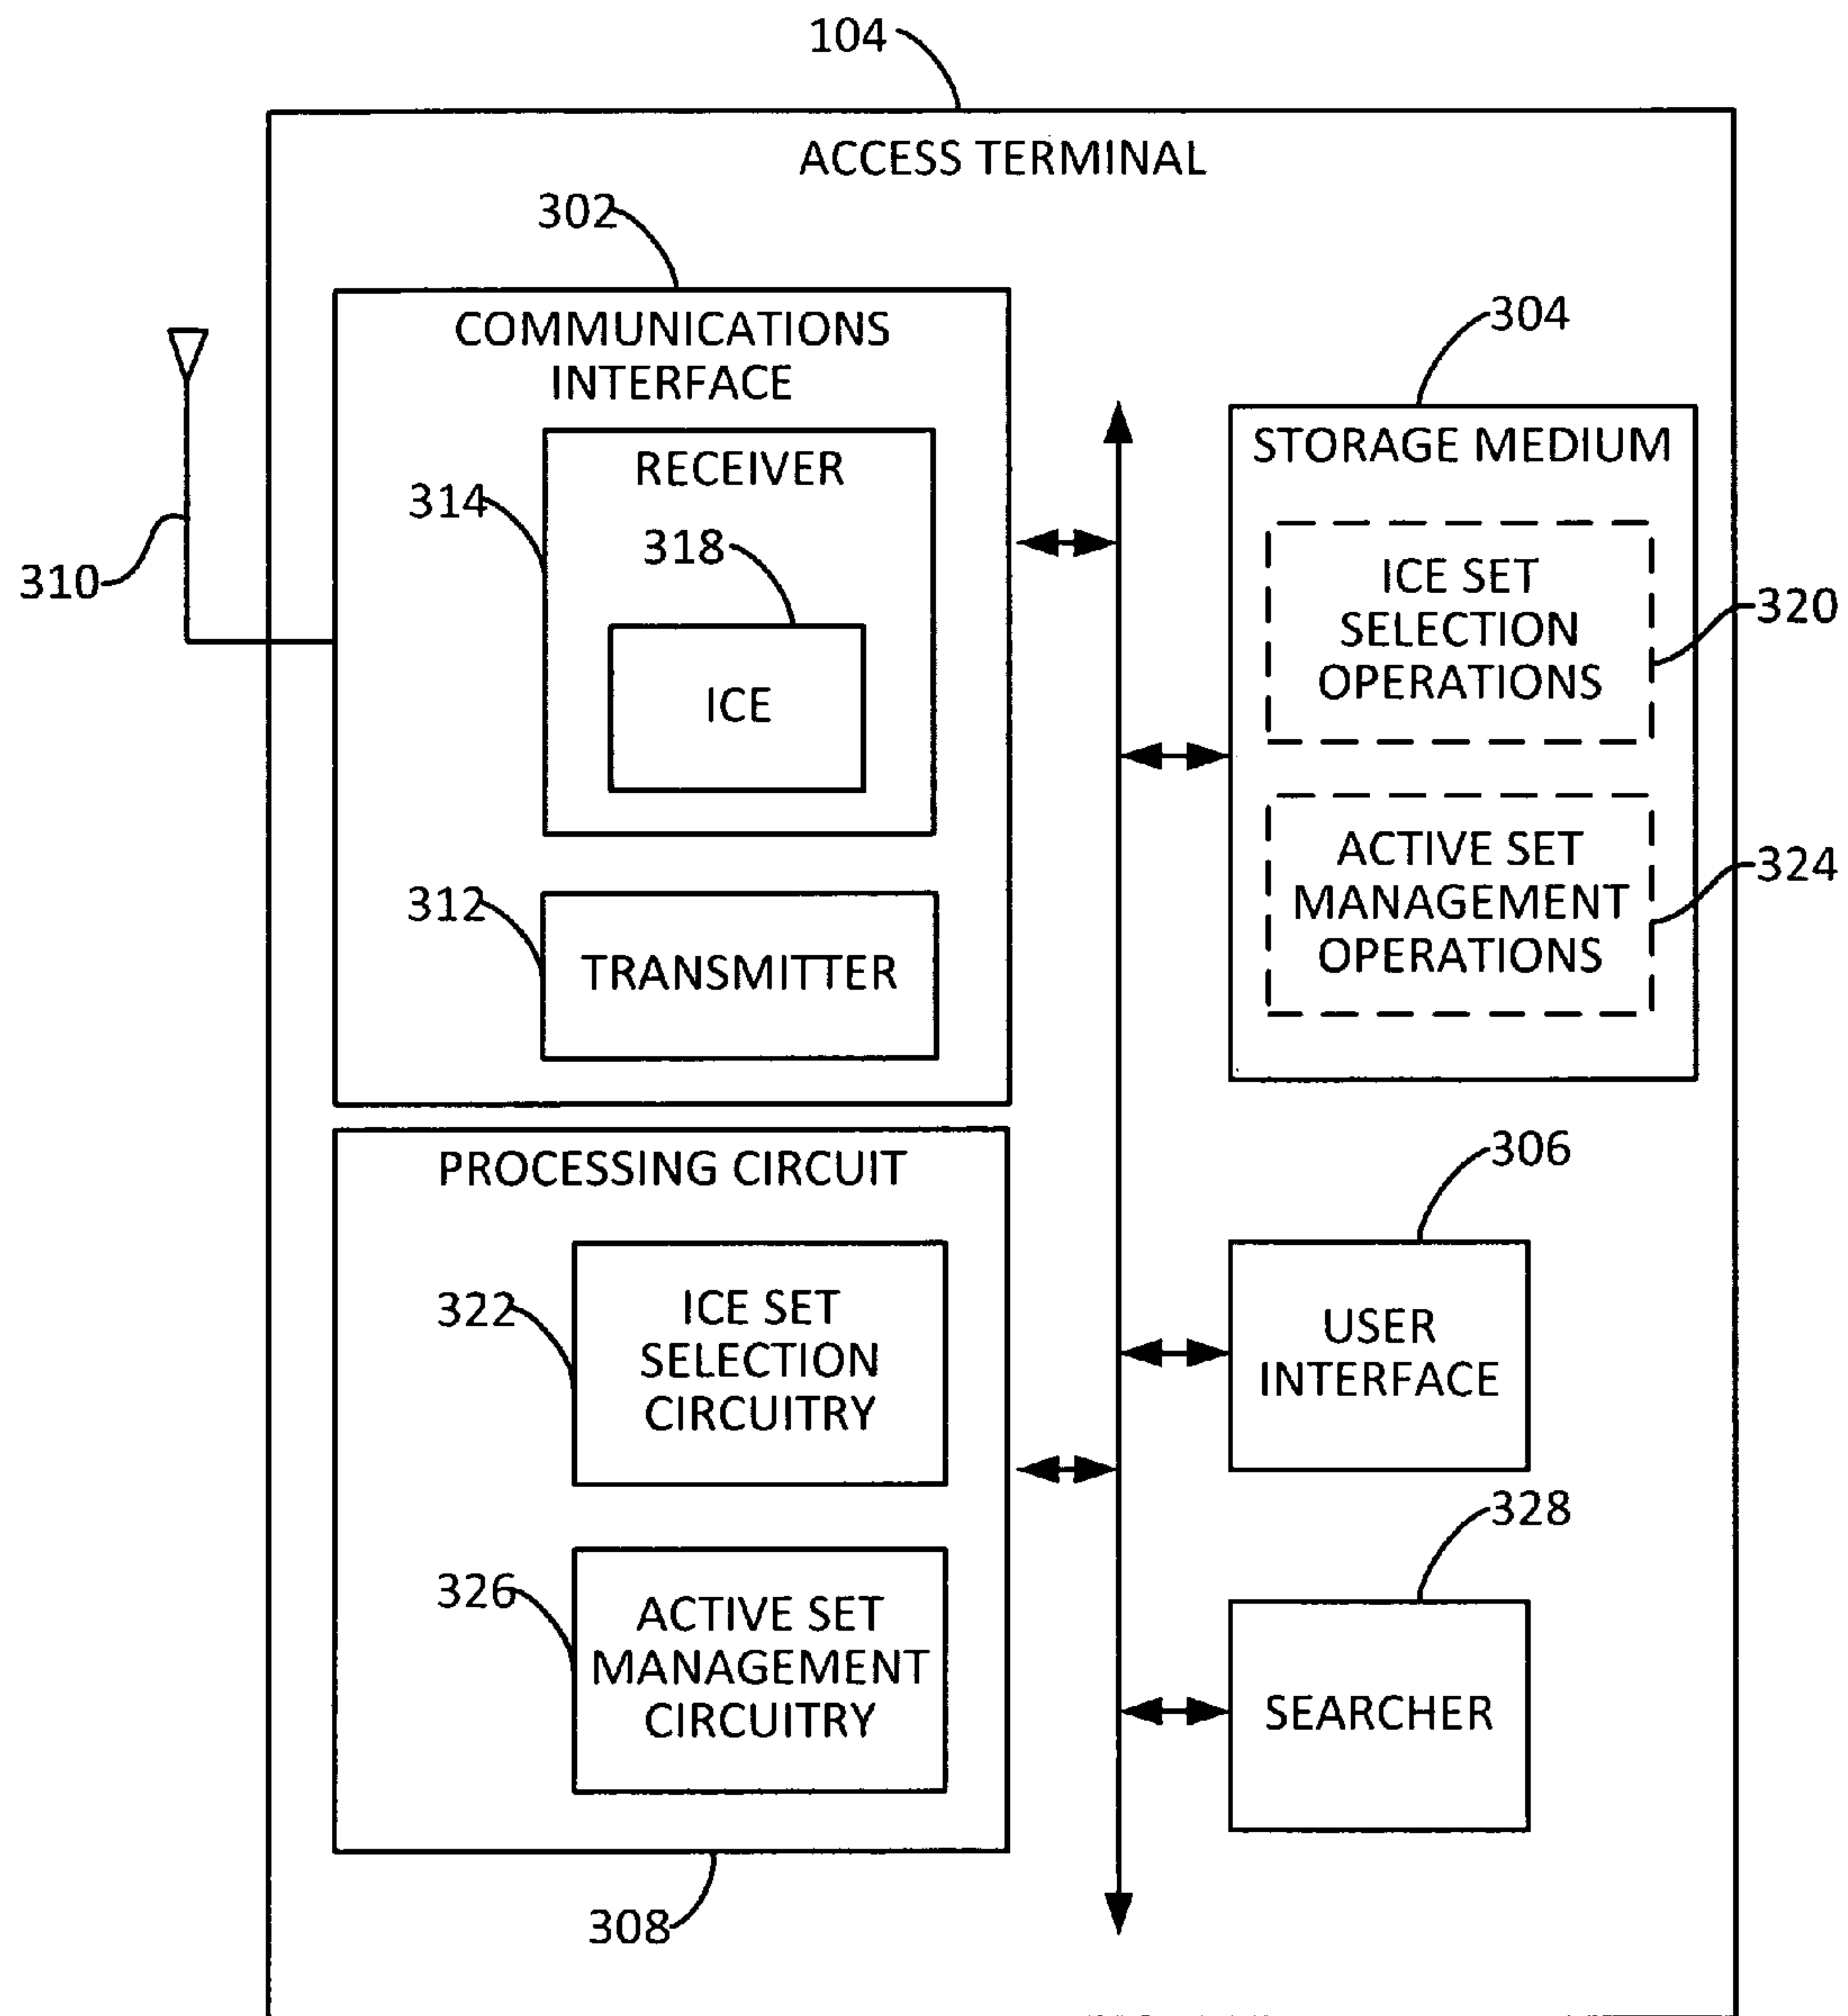 104
ACCESS TERMINAL
302
COMMUNICATIONS
INTERFACE
RECEIVER
314
318
ICE
310
312
TRANSMITTER
304
STORAGE MEDIUM
ICE SET
SELECTION
OPERATIONS
320
ACTIVE SET
MANAGEMENT
OPERATIONS
324
PROCESSING CIRCUIT
322
ICE SET
SELECTION
CIRCUITRY
326
ACTIVE SET
MANAGEMENT
CIRCUITRY
308
306
USER
INTERFACE
328
SEARCHER